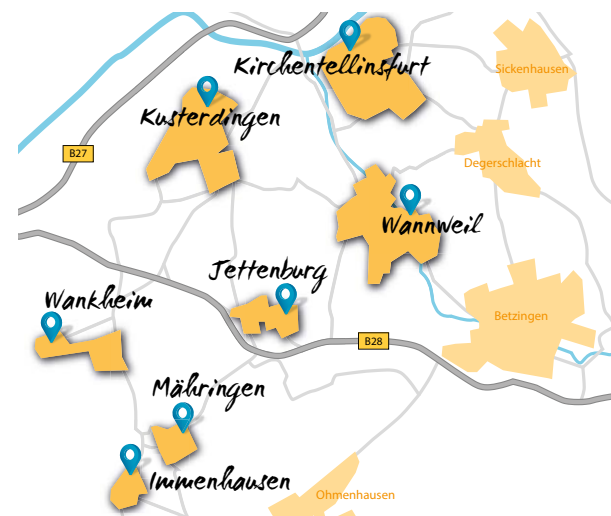 Kirchentellinsfurt
Sickenhausen
Kusterdingen
B27
Degerschlacht
Wannweil
Jettenburg
Wankheim
Betzingen
B28
Mähringen
Immenhausen
Ohmenhausen